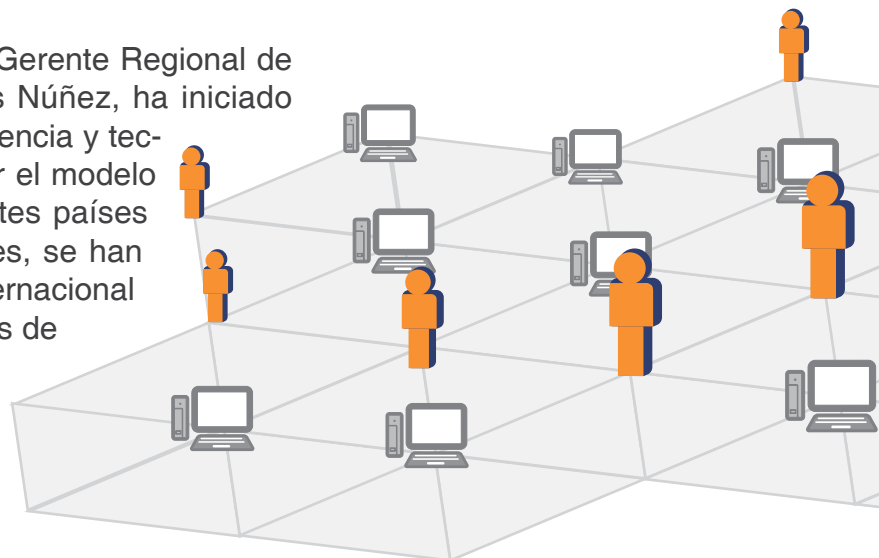 Gerente Regional de
s Núñez, ha iniciado
encia y tec-
r el modelo
tes países
es, se han
ernacional
s de